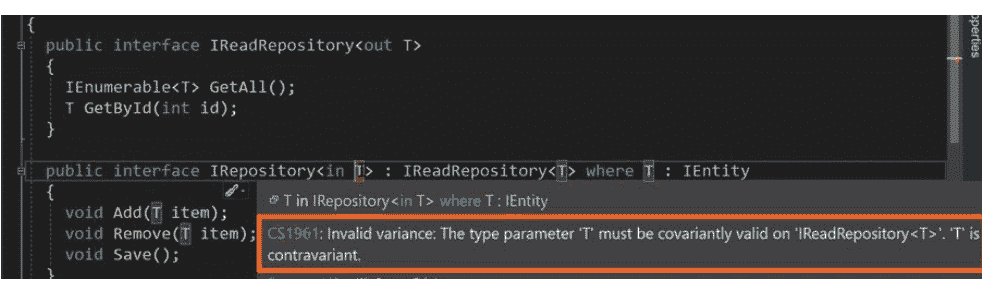 {
public interface IReadRepository<out T>
{
IEnumerable<T> GetAll();
T GetById(int id);
}
public interface IRepository<in T> : IReadRepository<T> where T : IEntity
{
void Add(T item);
void Remove(T item);
void Save();
}
T in IRepository<in T> where T : IEntity
CS1961: Invalid variance: The type parameter 'T' must be covariantly valid on 'IReadRepository<T>'. 'T' is
contravariant.